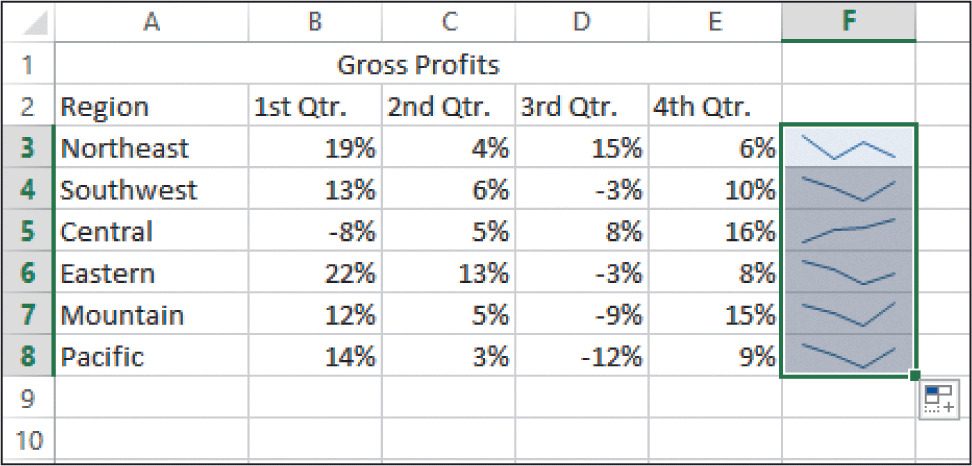 A B C D E F
1 Gross Profits
2 Region 1st Qtr. 2nd Qtr. 3rd Qtr. 4th Qtr.
3 Northeast 19% 4% 15% 6%
4 Southwest 13% 6% -3% 10%
5 Central -8% 5% 8% 16%
6 Eastern 22% 13% -3% 8%
7 Mountain 12% 5% -9% 15%
8 Pacific 14% 3% -12% 9%
9
10